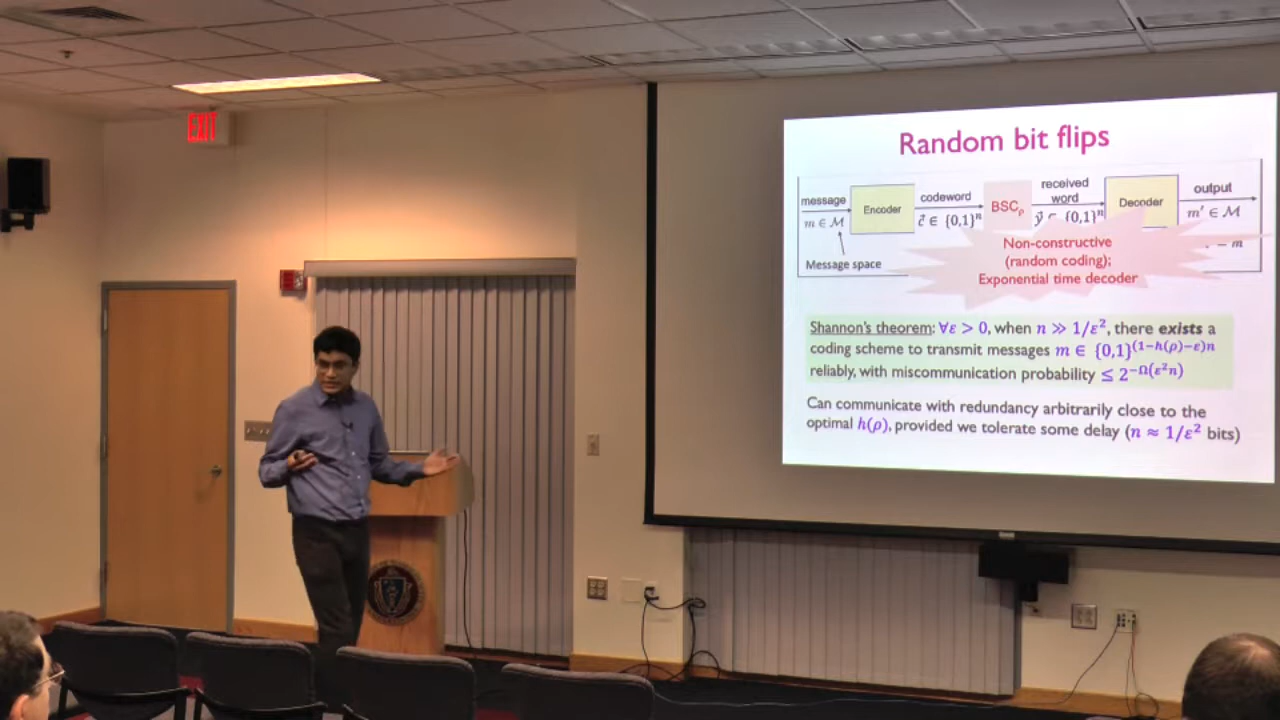 EXIT
Random bit flips
message
m ∈ ℳ
Message space
Encoder
codeword
c⃗ ∈ {0,1}ⁿ
BSCρ
received
word
{0,1}ⁿ
Decoder
output
m′ ∈ ℳ
Non-constructive
(random coding);
Exponential time decoder
Shannon's theorem: ∀ε > 0, when n ≫ 1/ε², there exists a
coding scheme to transmit messages m ∈ {0,1}^(1−h(ρ)−ε)n
reliably, with miscommunication probability ≤ 2^−Ω(ε²n)
Can communicate with redundancy arbitrarily close to the
optimal h(ρ), provided we tolerate some delay (n ≈ 1/ε² bits)